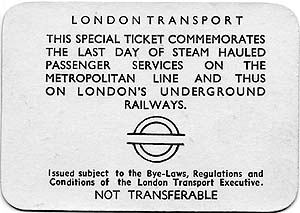 LONDON TRANSPORT
THIS SPECIAL TICKET COMMEMORATES
THE LAST DAY OF STEAM HAULED
PASSENGER SERVICES ON THE
METROPOLITAN LINE AND THUS
ON LONDON'S UNDERGROUND
RAILWAYS.
Issued subject to the Bye-Laws, Regulations and
Conditions of the London Transport Executive.
NOT TRANSFERABLE